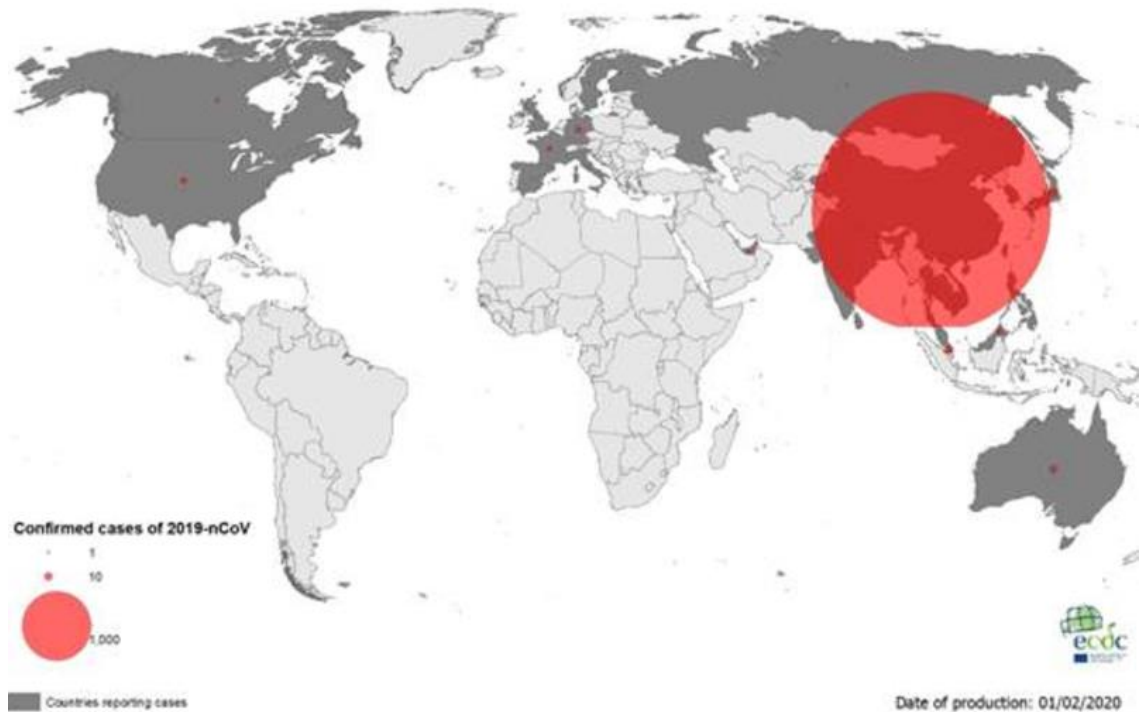 Confirmed cases of 2019-nCoV
1
10
1,000
ecdc
Countries reporting cases
Date of production: 01/02/2020